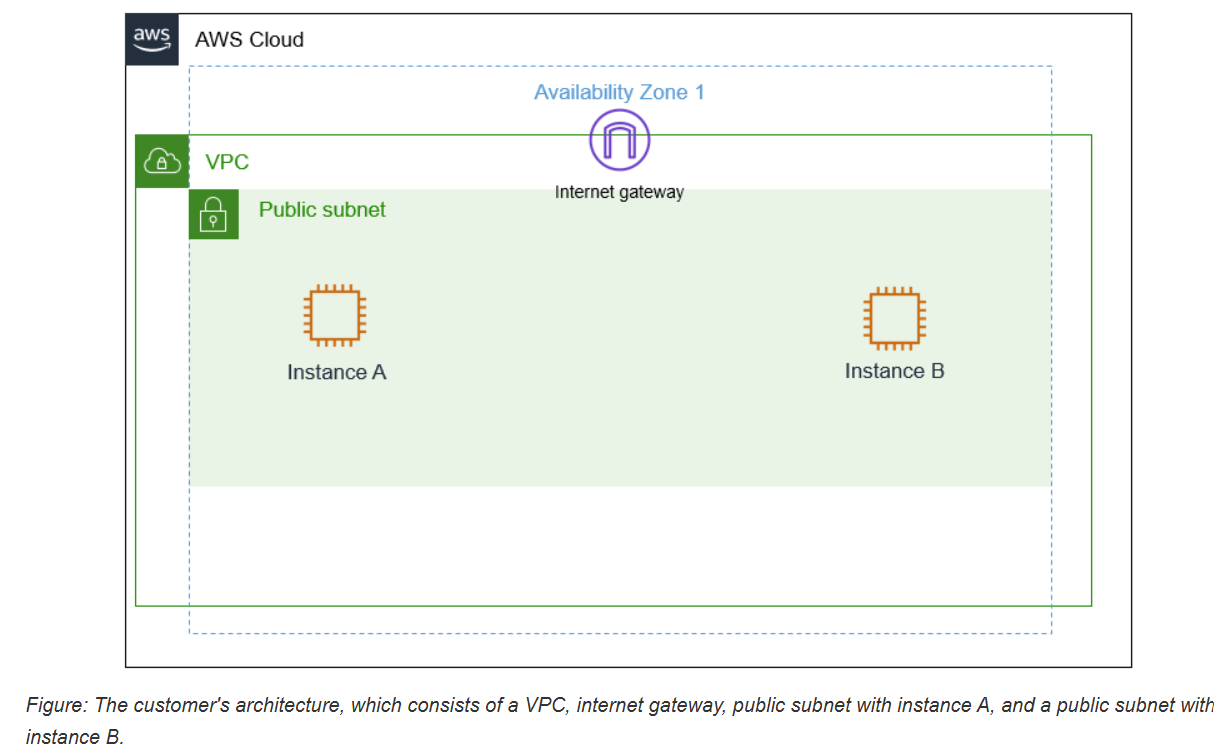 aws
AWS Cloud
Availability Zone 1
VPC
Internet gateway
Public subnet
Instance A
Instance B
Figure: The customer's architecture, which consists of a VPC, internet gateway, public subnet with instance A, and a public subnet with
instance B.